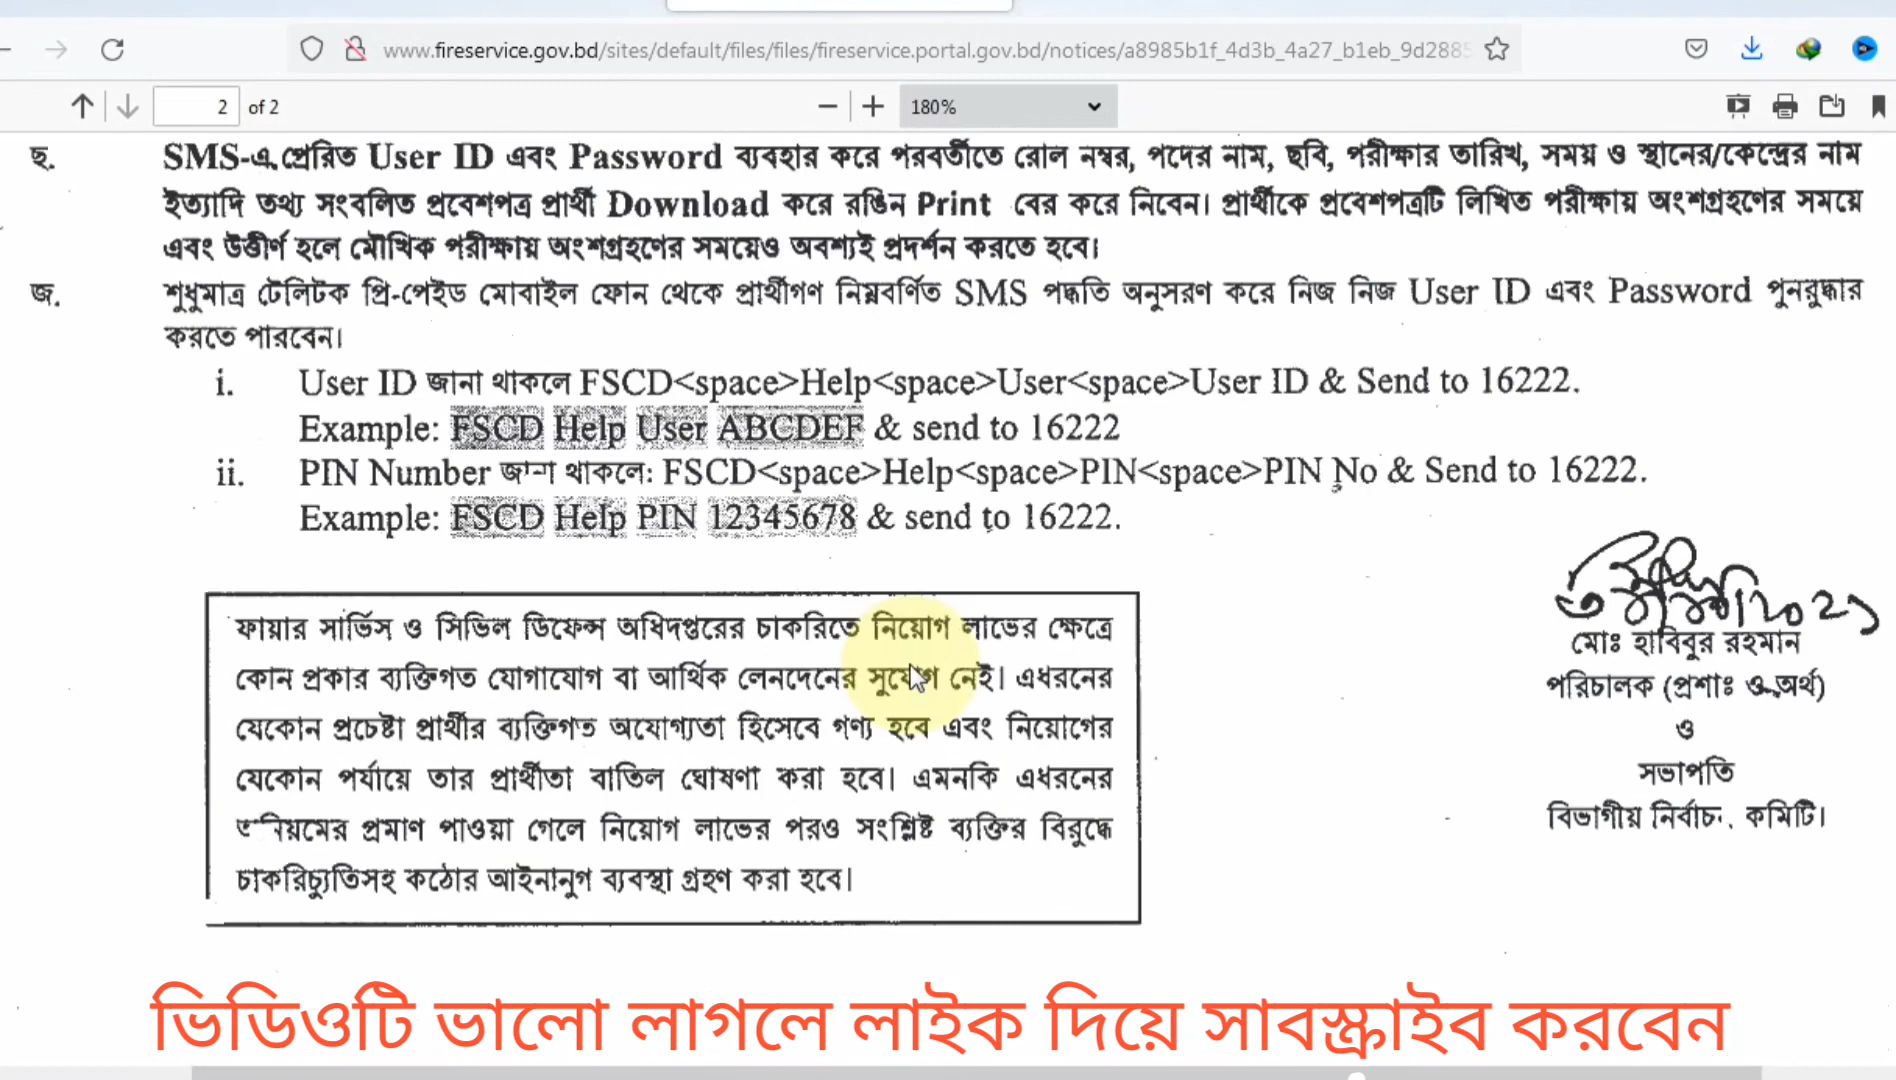 www.fireservice.gov.bd/sites/default/files/files/fireservice.portal.gov.bd/notices/a8985b1f_4d3b_4a27_b1eb_9d2885
2 of 2
180%
ছ. SMS-এ প্রেরিত User ID এবং Password ব্যবহার করে পরবর্তীতে রোল নম্বর, পদের নাম, ছবি, পরীক্ষার তারিখ, সময় ও স্থানের/কেন্দ্রের নাম
ইত্যাদি তথ্য সংবলিত প্রবেশপত্র প্রার্থী Download করে রঙিন Print বের করে নিবেন। প্রার্থীকে প্রবেশপত্রটি লিখিত পরীক্ষায় অংশগ্রহণের সময়ে
এবং উত্তীর্ণ হলে মৌখিক পরীক্ষায় অংশগ্রহণের সময়েও অবশ্যই প্রদর্শন করতে হবে।
জ. শুধুমাত্র টেলিটক প্রি-পেইড মোবাইল ফোন থেকে প্রার্থীগণ নিম্নবর্ণিত SMS পদ্ধতি অনুসরণ করে নিজ নিজ User ID এবং Password পুনরুদ্ধার
করতে পারবেন।
i. User ID জানা থাকলে FSCD<space>Help<space>User<space>User ID & Send to 16222.
Example: FSCD Help User ABCDEF & send to 16222
ii. PIN Number জানা থাকলে: FSCD<space>Help<space>PIN<space>PIN No & Send to 16222.
Example: FSCD Help PIN 12345678 & send to 16222.
ফায়ার সার্ভিস ও সিভিল ডিফেন্স অধিদপ্তরের চাকরিতে নিয়োগ লাভের ক্ষেত্রে
কোন প্রকার ব্যক্তিগত যোগাযোগ বা আর্থিক লেনদেনের সুযোগ নেই। এধরনের
যেকোন প্রচেষ্টা প্রার্থীর ব্যক্তিগত অযোগ্যতা হিসেবে গণ্য হবে এবং নিয়োগের
যেকোন পর্যায়ে তার প্রার্থীতা বাতিল ঘোষণা করা হবে। এমনকি এধরনের
অনিয়মের প্রমাণ পাওয়া গেলে নিয়োগ লাভের পরও সংশ্লিষ্ট ব্যক্তির বিরুদ্ধে
চাকরিচ্যুতিসহ কঠোর আইনানুগ ব্যবস্থা গ্রহণ করা হবে।
মোঃ হাবিবুর রহমান
পরিচালক (প্রশাঃ ও অর্থ)
ও
সভাপতি
বিভাগীয় নির্বাচন কমিটি।
ভিডিওটি ভালো লাগলে লাইক দিয়ে সাবস্ক্রাইব করবেন